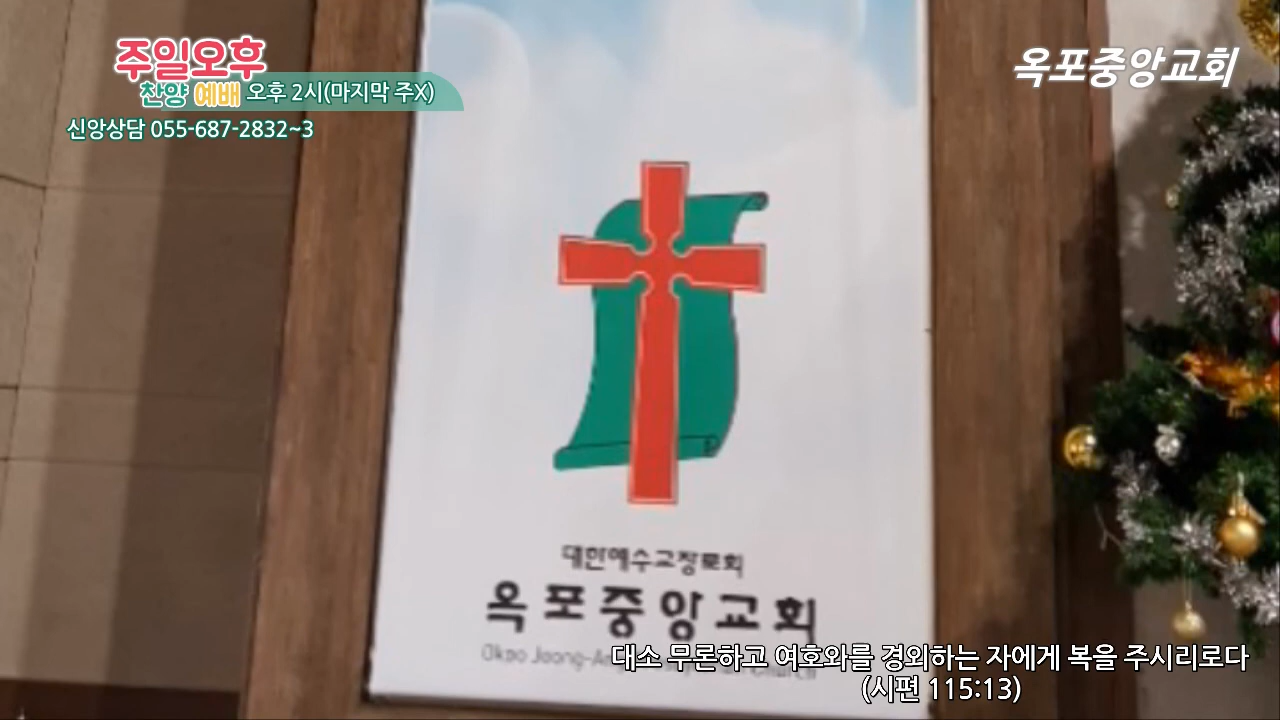 주일오후
찬양 예배 오후 2시(마지막 주X)
신앙상담 055-687-2832~3
옥포중앙교회
대한예수교장로회
옥포중앙교회
Okpo Joong-Ang
대소 무론하고 여호와를 경외하는 자에게 복을 주시리로다
(시편 115:13)